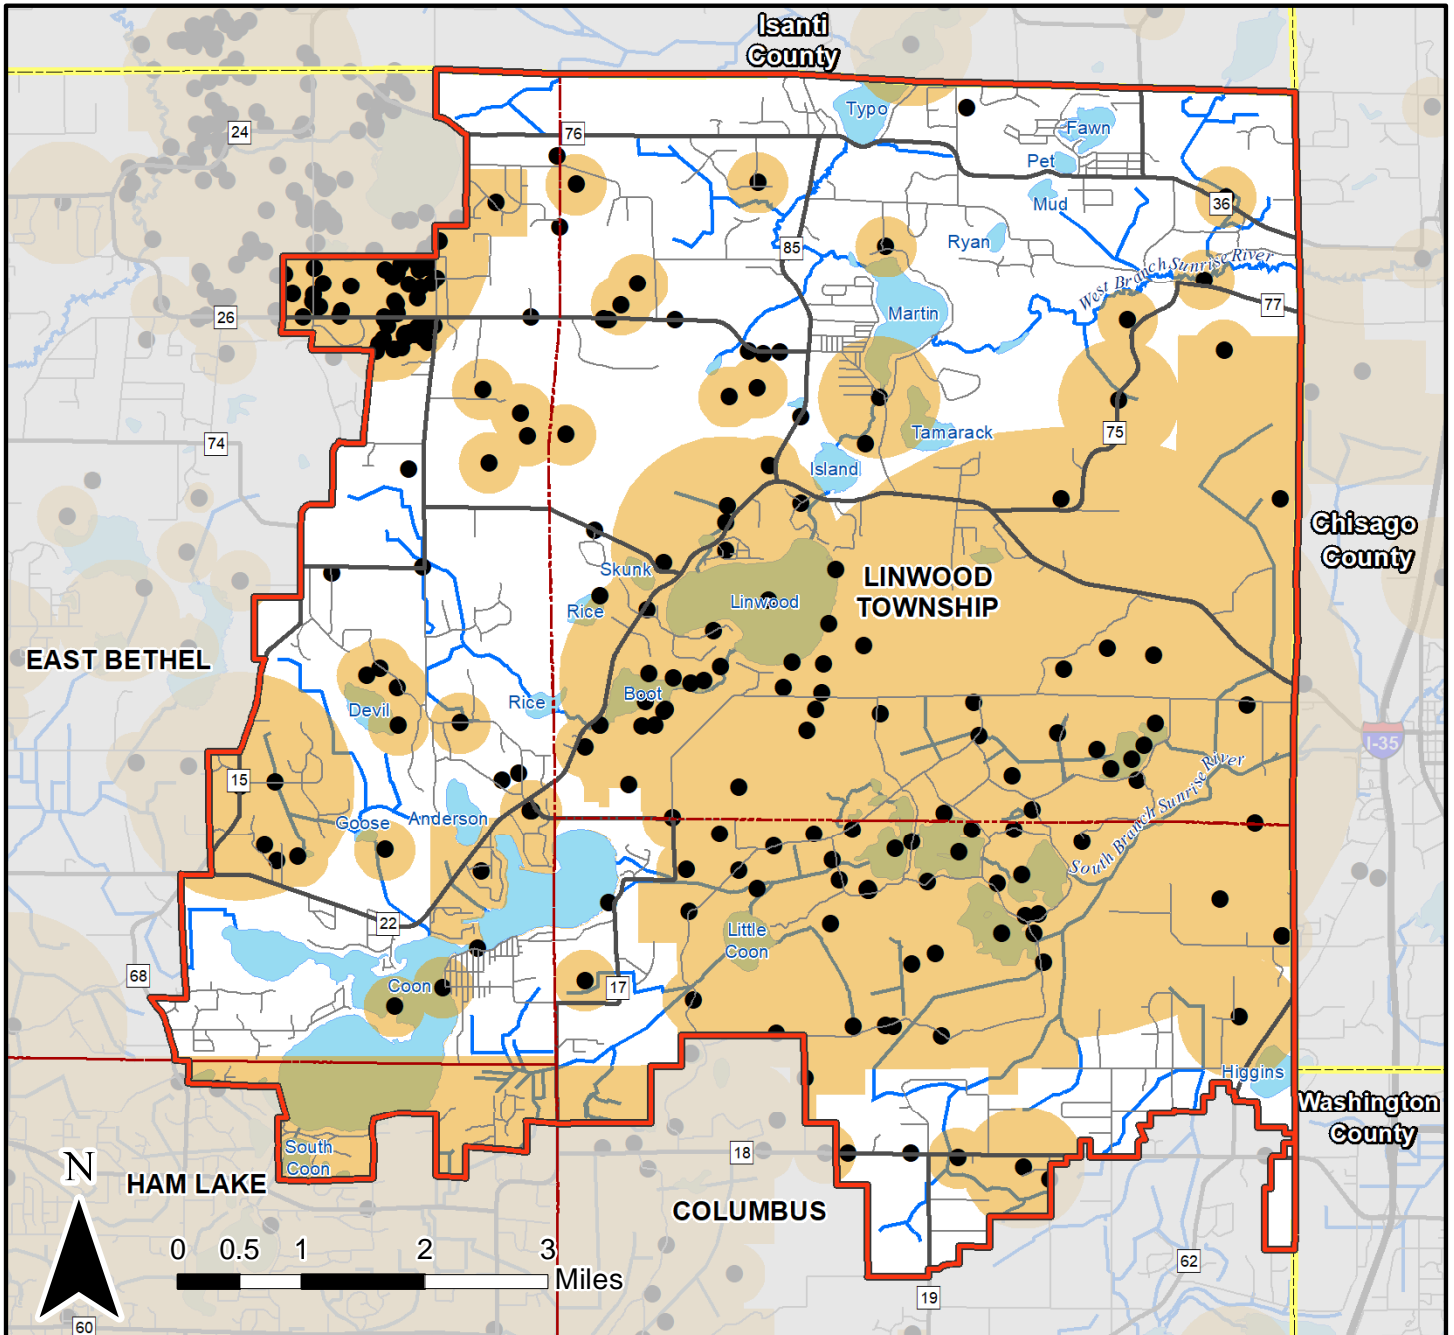 Isanti
County
Typo
24
76
Fawn
Pet
Mud
36
Ryan
85
West Branch Sunrise River
77
26
Martin
74
75
Tamarack
Island
Chisago
County
Skunk
LINWOOD
TOWNSHIP
Rice
Linwood
EAST BETHEL
Boot
Rice
Devil
I-35
15
South Branch Sunrise River
Goose
Anderson
22
Little
Coon
68
Coon
17
Higgins
Washington
County
South
Coon
18
N
HAM LAKE
COLUMBUS
0 0.5 1 2 3
Miles
62
19
60